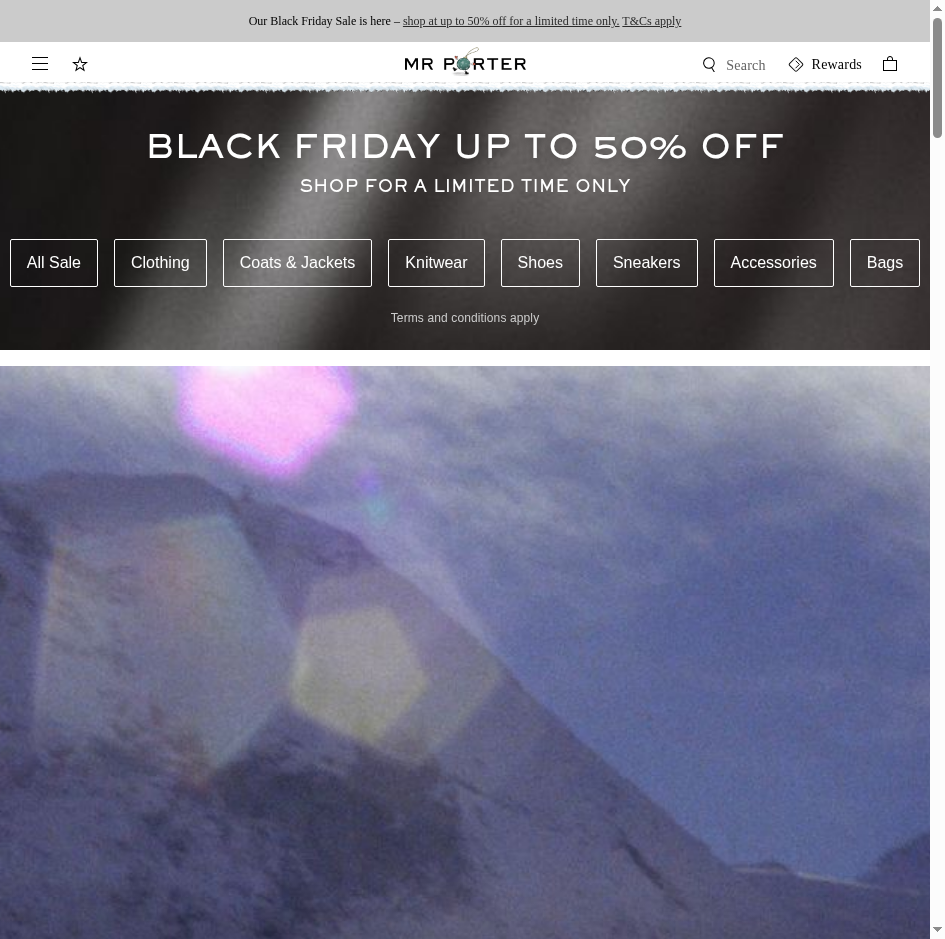 Our Black Friday Sale is here – shop at up to 50% off for a limited time only. T&Cs apply
MR PORTER
Search
Rewards
BLACK FRIDAY UP TO 50% OFF
SHOP FOR A LIMITED TIME ONLY
All Sale
Clothing
Coats & Jackets
Knitwear
Shoes
Sneakers
Accessories
Bags
Terms and conditions apply